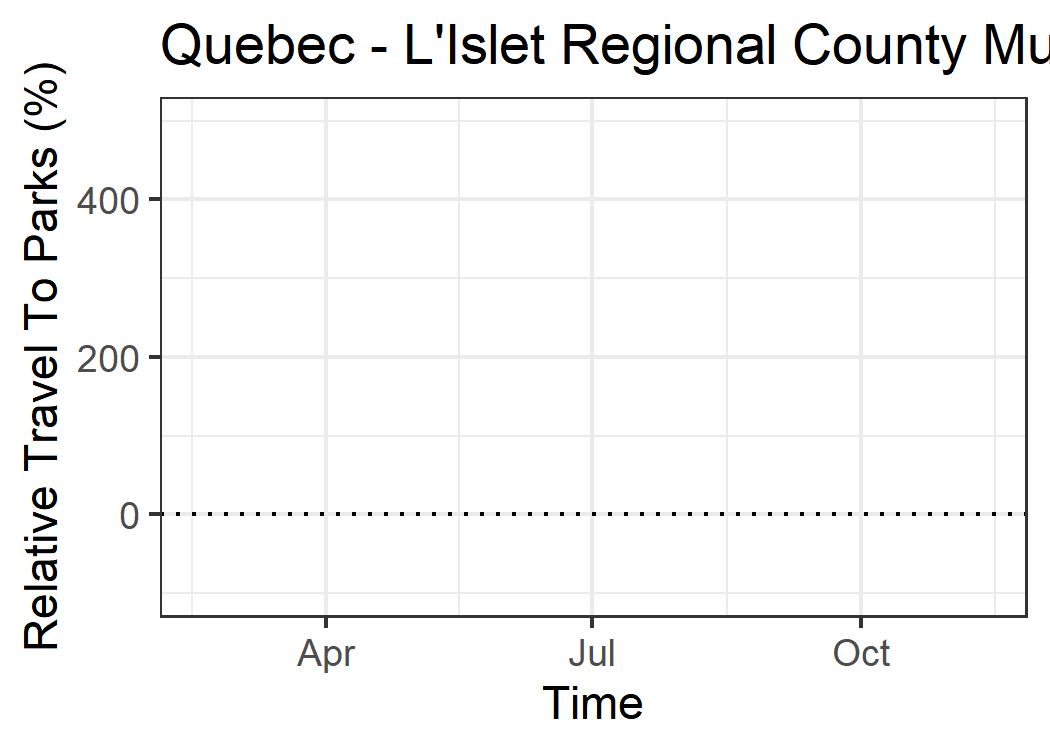 Quebec - L'Islet Regional County Mu
Relative Travel To Parks (%)
400
200
0
Apr Jul Oct
Time